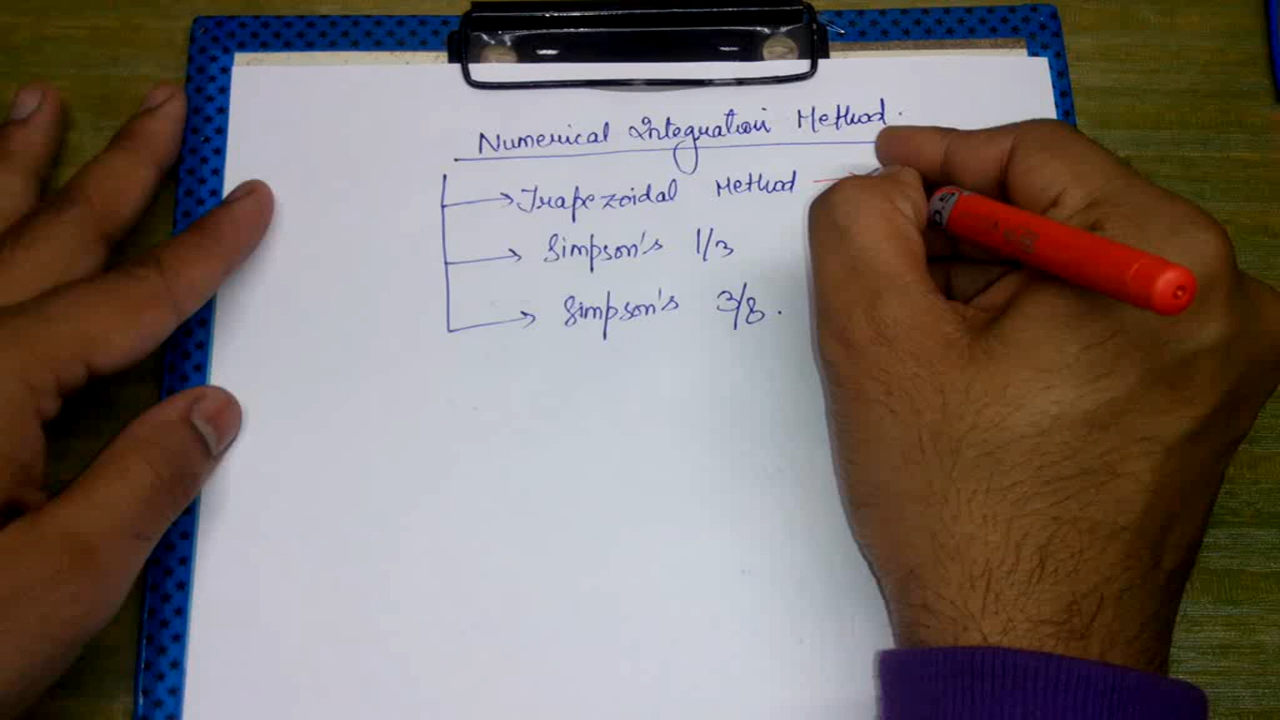 Numerical Integration Method.
Trapezoidal Method
Simpson's 1/3
Simpson's 3/8.